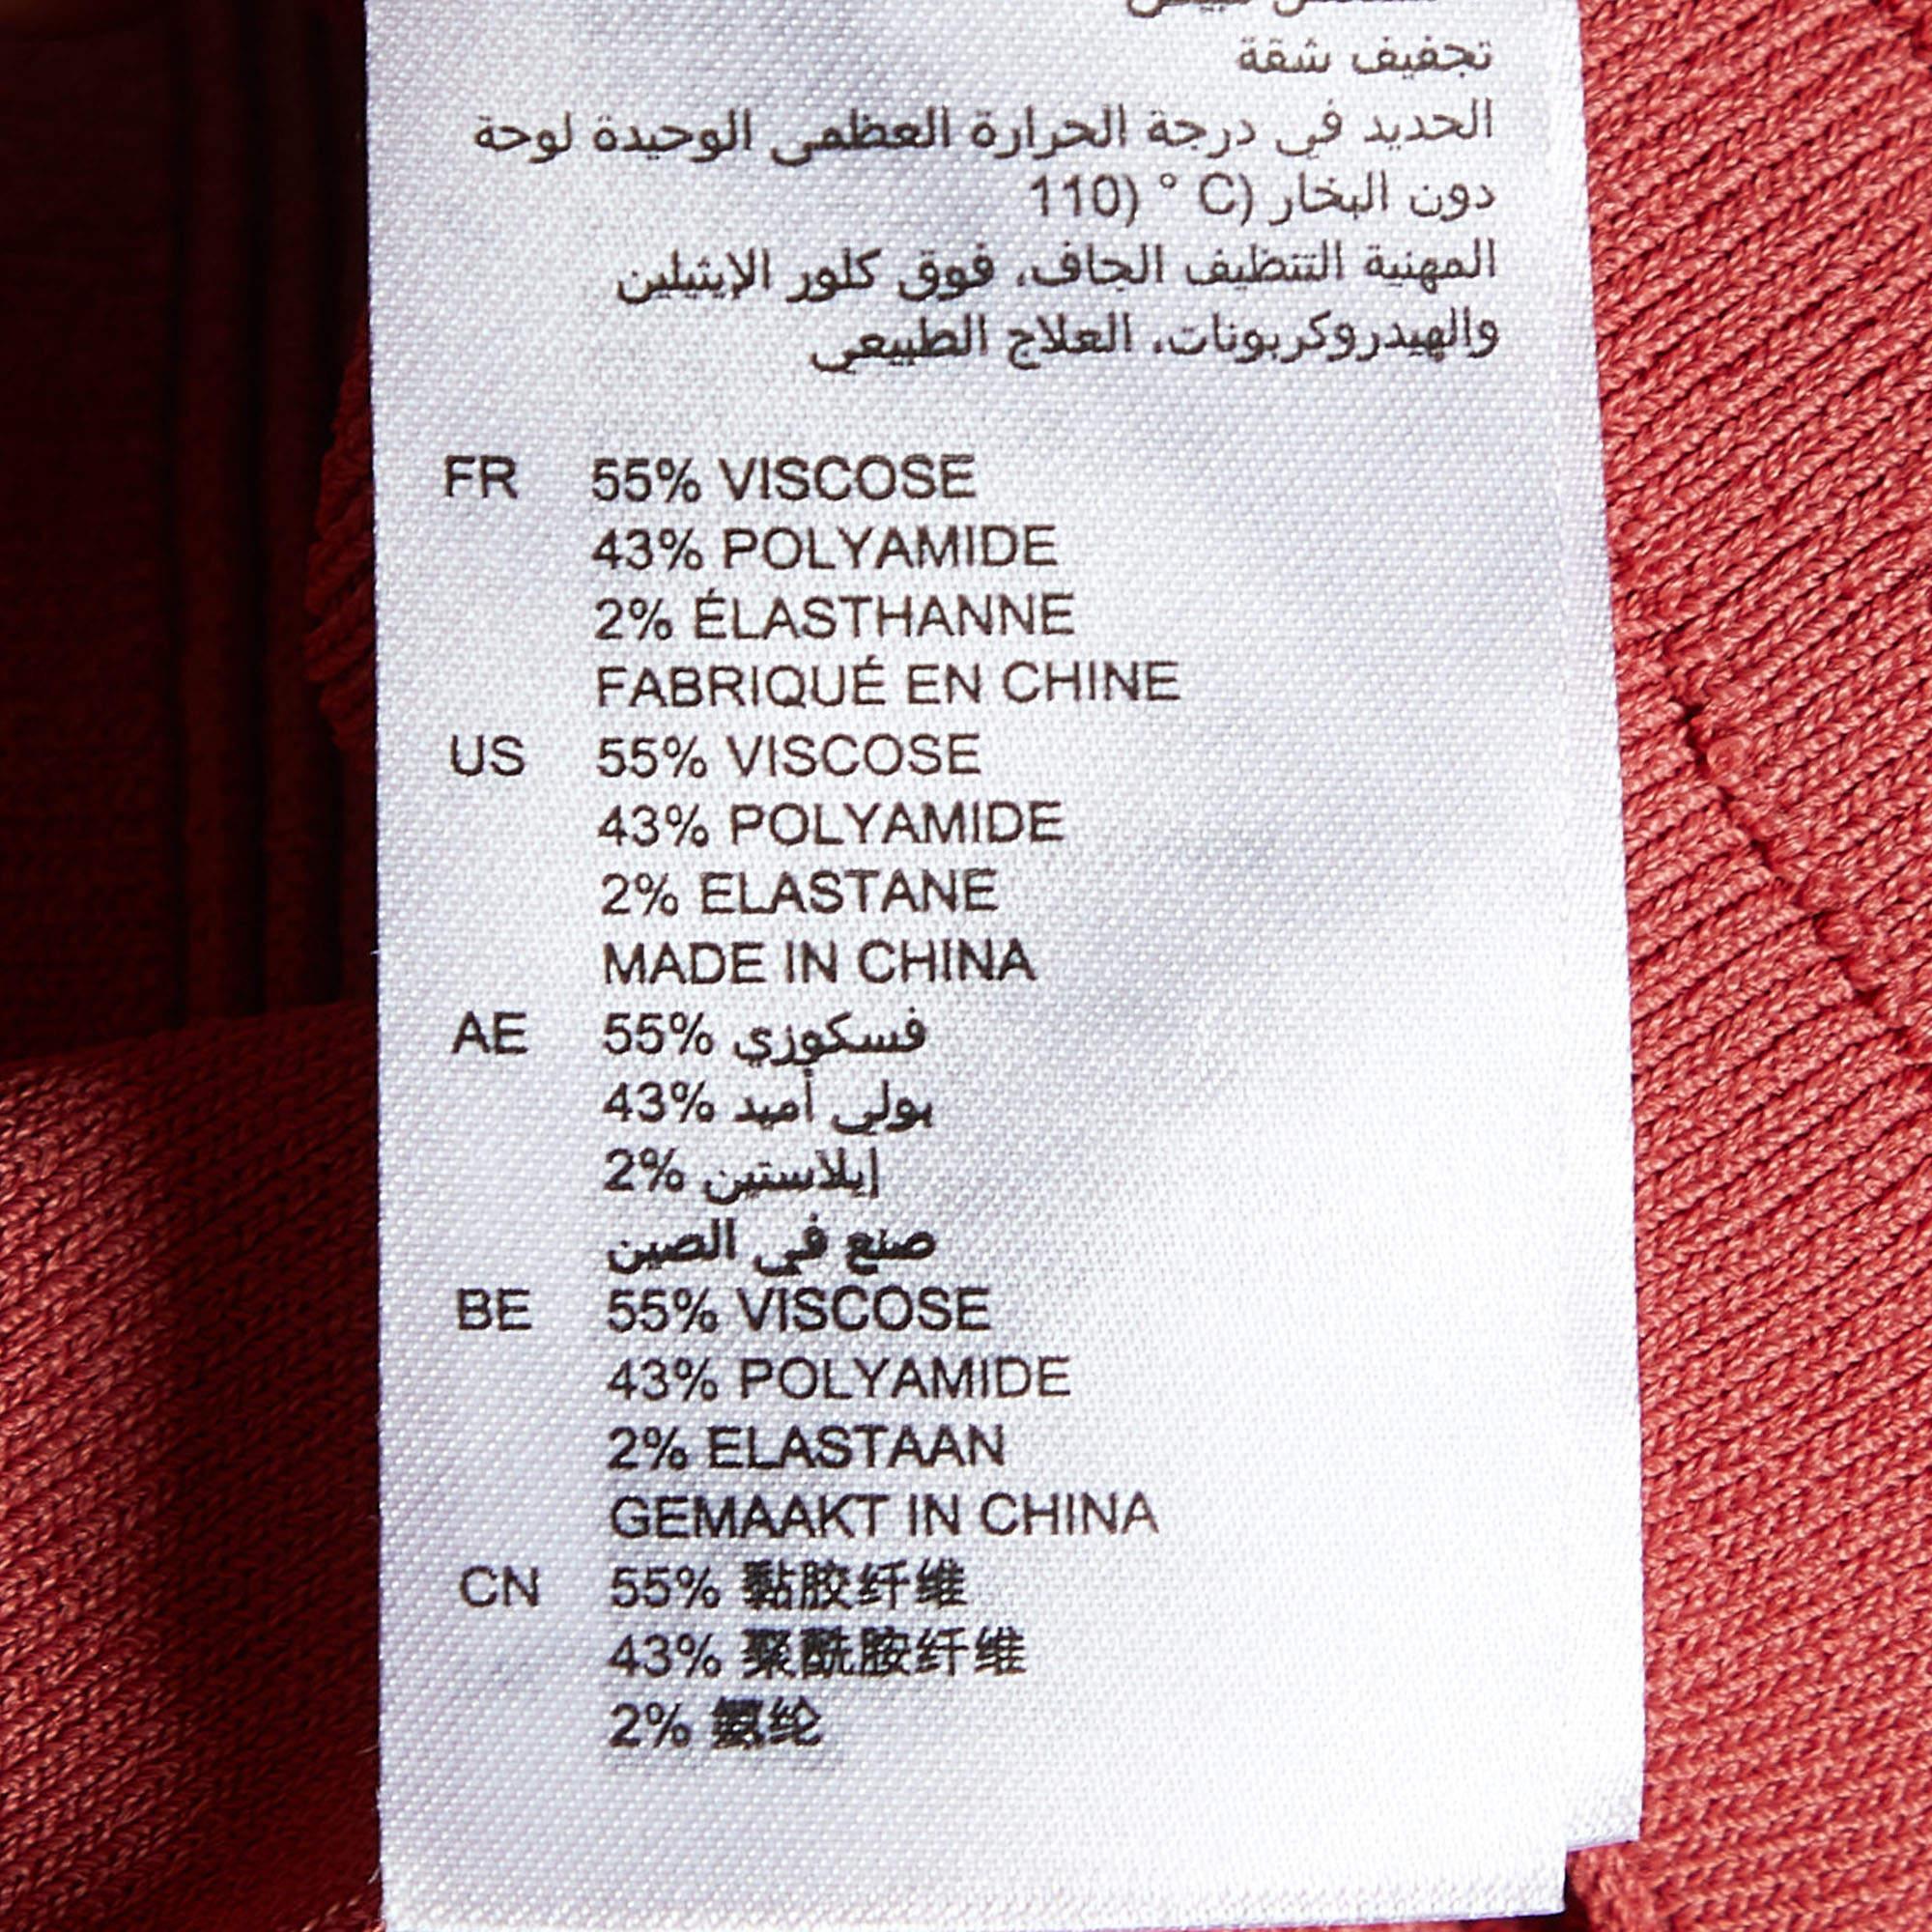 تجفيف شقة
الحديد في درجة الحرارة العظمى الوحيدة لوحة
دون البخار (C ° (110
المهنية التنظيف الجاف، فوق كلور الإيثيلين
والهيدروكربونات، العلاج الطبيعي
FR 55% VISCOSE
43% POLYAMIDE
2% ÉLASTHANNE
FABRIQUÉ EN CHINE
US 55% VISCOSE
43% POLYAMIDE
2% ELASTANE
MADE IN CHINA
AE 55% فسكوزي
43% بولي أميد
2% إيلاستين
صنع في الصين
BE 55% VISCOSE
43% POLYAMIDE
2% ELASTAAN
GEMAAKT IN CHINA
CN 55% 黏胶纤维
43% 聚酰胺纤维
2% 氨纶